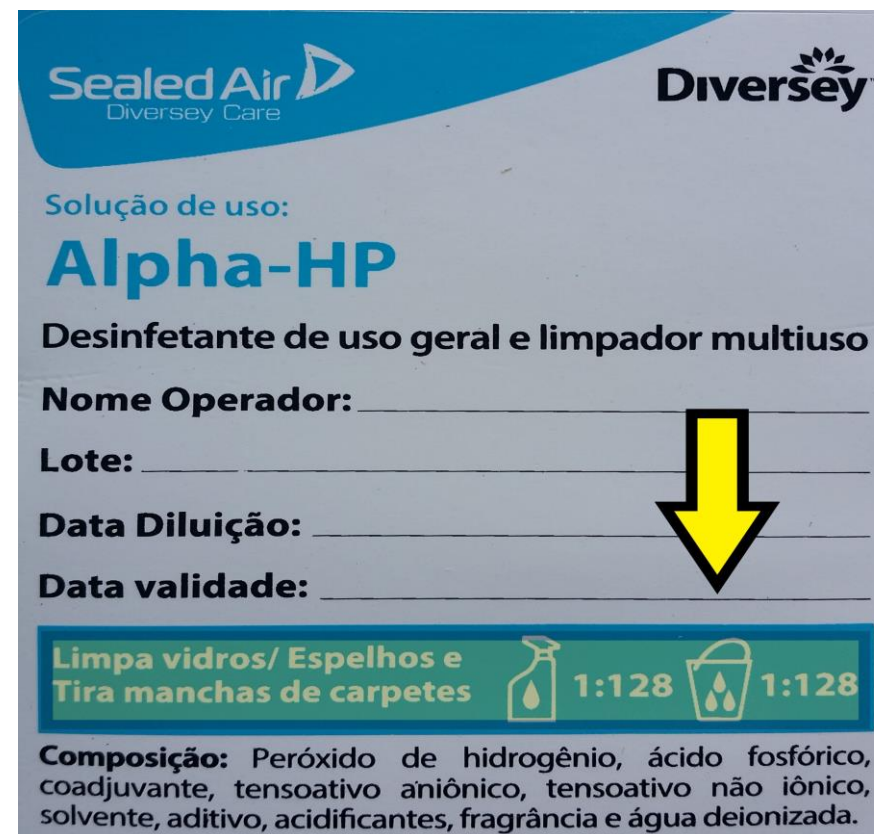 Sealed Air
Diversey Care
Diversey
Solução de uso:
Alpha-HP
Desinfetante de uso geral e limpador multiuso
Nome Operador:
Lote:
Data Diluição:
Data validade:
Limpa vidros/ Espelhos e
Tira manchas de carpetes
1:128 1:128
Composição: Peróxido de hidrogênio, ácido fosfórico,
coadjuvante, tensoativo aniônico, tensoativo não iônico,
solvente, aditivo, acidificantes, fragrância e água deionizada.